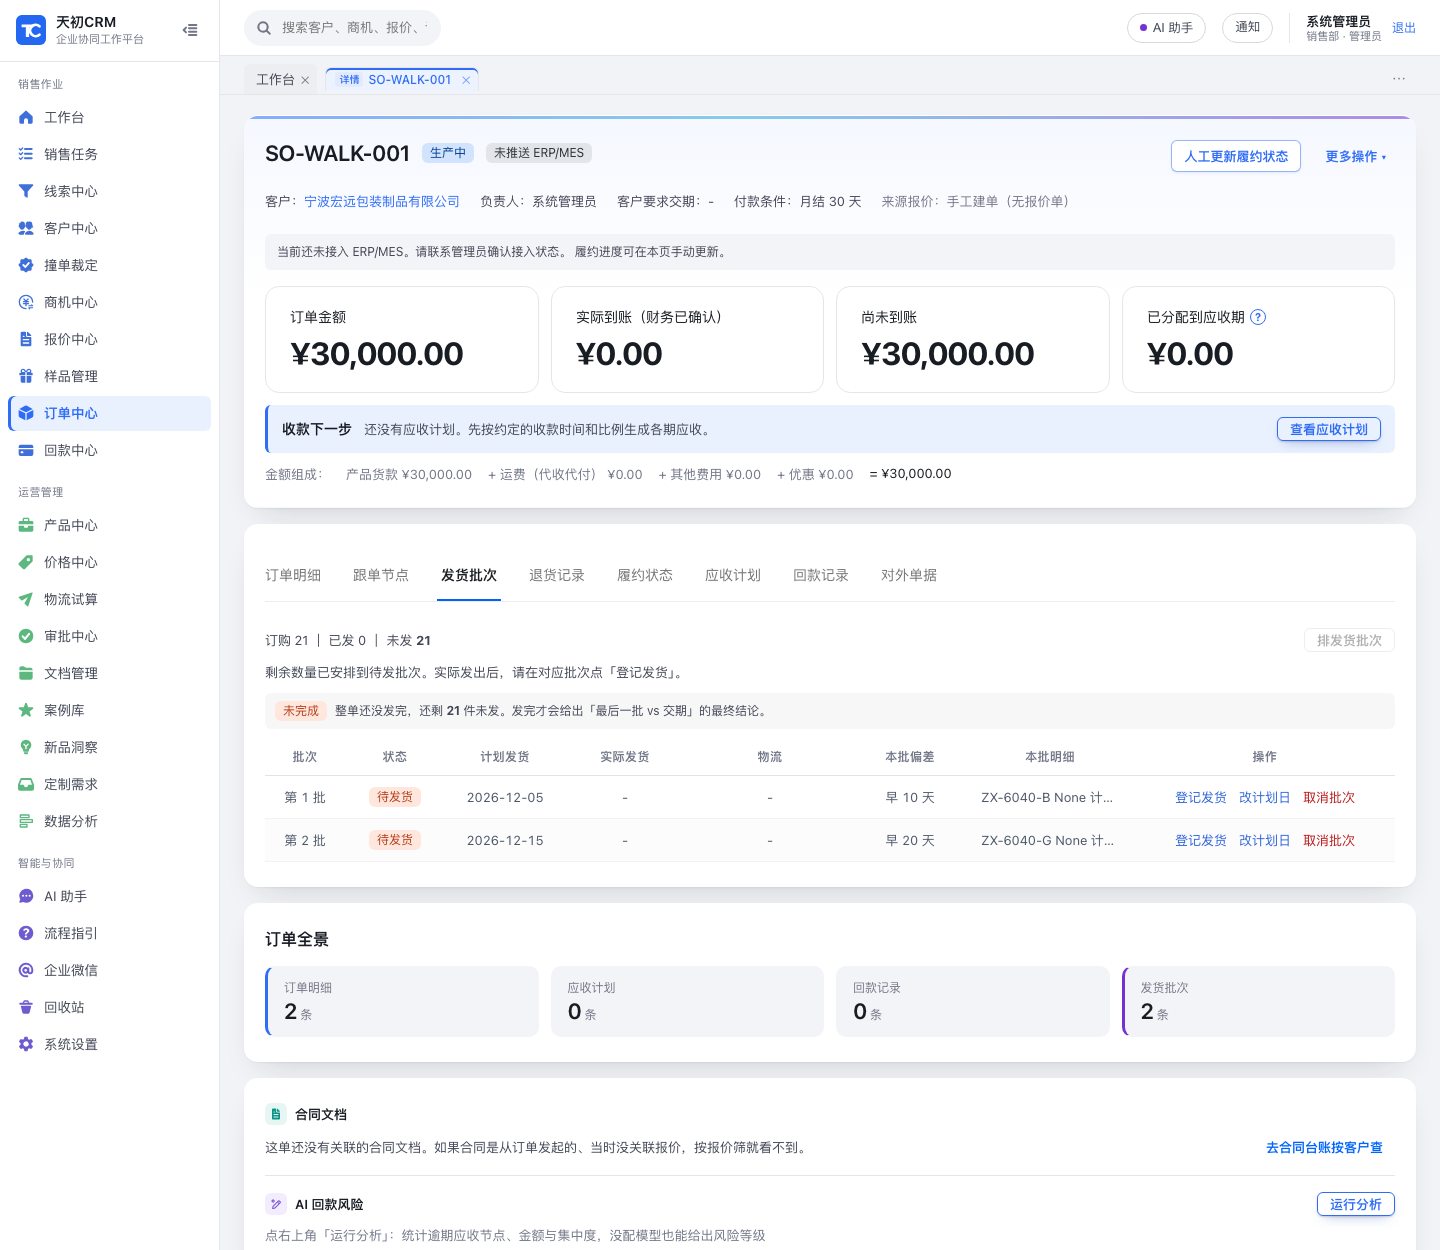 天初CRM
企业协同工作平台
销售作业
工作台
销售任务
线索中心
客户中心
撞单裁定
商机中心
报价中心
样品管理
订单中心
回款中心
运营管理
产品中心
价格中心
物流试算
审批中心
文档管理
案例库
新品洞察
定制需求
数据分析
智能与协同
AI 助手
流程指引
企业微信
回收站
系统设置
搜索客户、商机、报价、
AI 助手
通知
系统管理员
销售部 · 管理员
退出
工作台
详情 SO-WALK-001
SO-WALK-001 生产中 未推送 ERP/MES
人工更新履约状态 更多操作
客户：宁波宏远包装制品有限公司 负责人：系统管理员 客户要求交期：- 付款条件：月结 30 天 来源报价：手工建单（无报价单）
当前还未接入 ERP/MES。请联系管理员确认接入状态。 履约进度可在本页手动更新。
订单金额
¥30,000.00
实际到账（财务已确认）
¥0.00
尚未到账
¥30,000.00
已分配到应收期 ?
¥0.00
收款下一步 还没有应收计划。先按约定的收款时间和比例生成各期应收。 查看应收计划
金额组成： 产品货款 ¥30,000.00 + 运费（代收代付） ¥0.00 + 其他费用 ¥0.00 + 优惠 ¥0.00 = ¥30,000.00
订单明细 跟单节点 发货批次 退货记录 履约状态 应收计划 回款记录 对外单据
订购 21 | 已发 0 | 未发 21 排发货批次
剩余数量已安排到待发批次。实际发出后，请在对应批次点「登记发货」。
未完成 整单还没发完，还剩 21 件未发。发完才会给出「最后一批 vs 交期」的最终结论。
批次 状态 计划发货 实际发货 物流 本批偏差 本批明细 操作
第 1 批 待发货 2026-12-05 - - 早 10 天 ZX-6040-B None 计... 登记发货 改计划日 取消批次
第 2 批 待发货 2026-12-15 - - 早 20 天 ZX-6040-G None 计... 登记发货 改计划日 取消批次
订单全景
订单明细
2 条
应收计划
0 条
回款记录
0 条
发货批次
2 条
合同文档
这单还没有关联的合同文档。如果合同是从订单发起的、当时没关联报价，按报价筛就看不到。 去合同台账按客户查
AI 回款风险 运行分析
点右上角「运行分析」：统计逾期应收节点、金额与集中度，没配模型也能给出风险等级